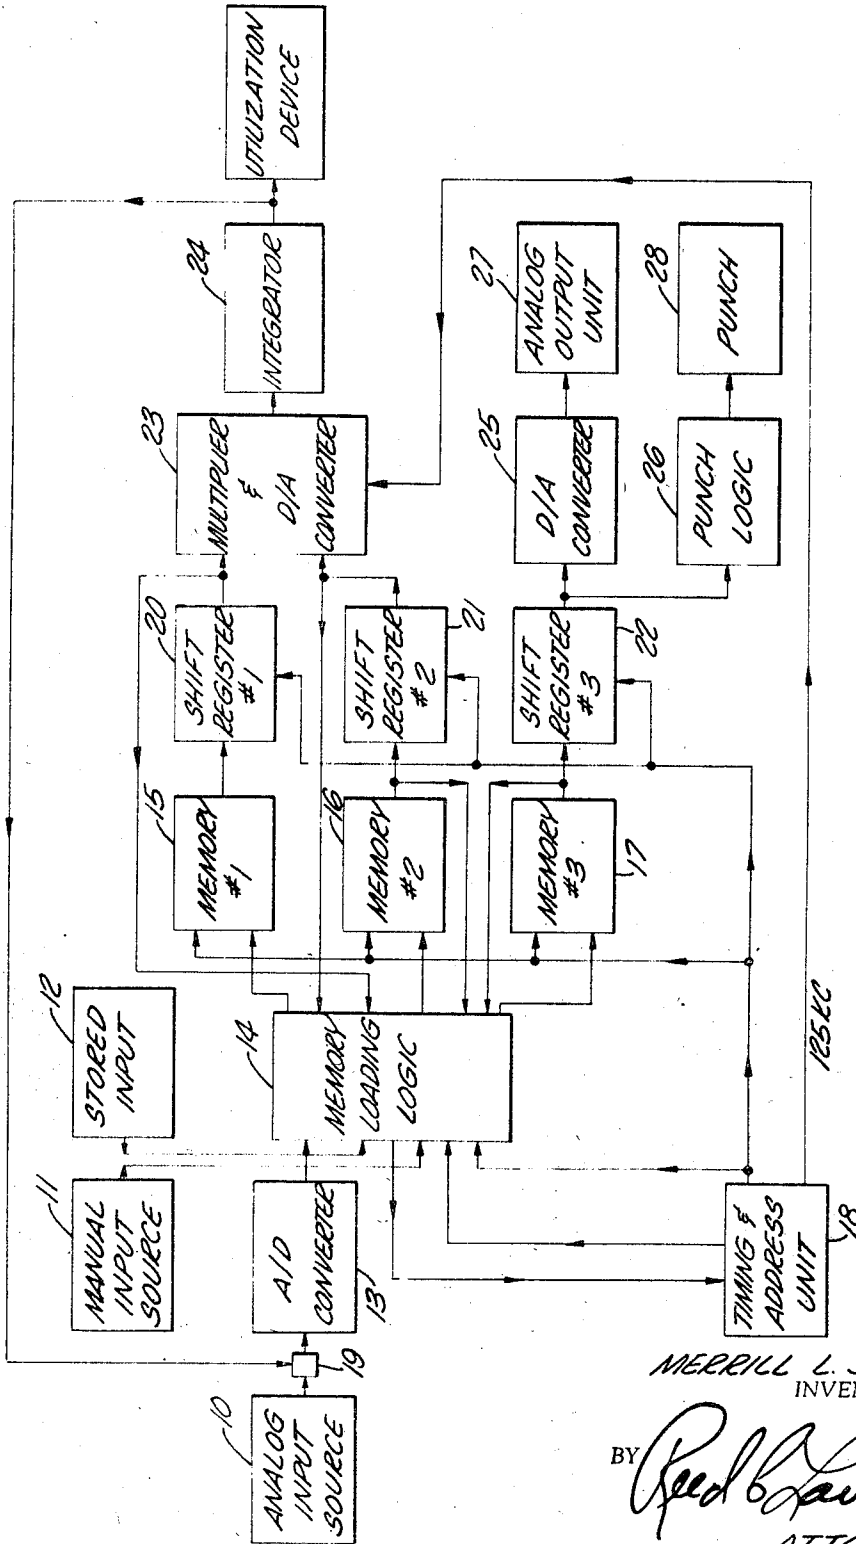 10
ANALOG
INPUT
SOURCE
11
MANUAL
INPUT
SOURCE
12
STORED
INPUT
19
A/D
CONVERTER
13
14
MEMORY
LOADING
LOGIC
15
MEMORY
#1
16
MEMORY
#2
MEMORY
#3
17
20
SHIFT
REGISTER
#1
SHIFT
REGISTER
#2
21
SHIFT
REGISTER
#3
22
23
MULTIPLIER
&
D/A
CONVERTER
24
INTEGRATOR
UTILIZATION
DEVICE
D/A
CONVERTER
25
ANALOG
OUTPUT
UNIT
27
PUNCH
LOGIC
26
PUNCH
28
TIMING &
ADDRESS
UNIT
18
125KC
MERRILL L.
INVE
BY
ATTO